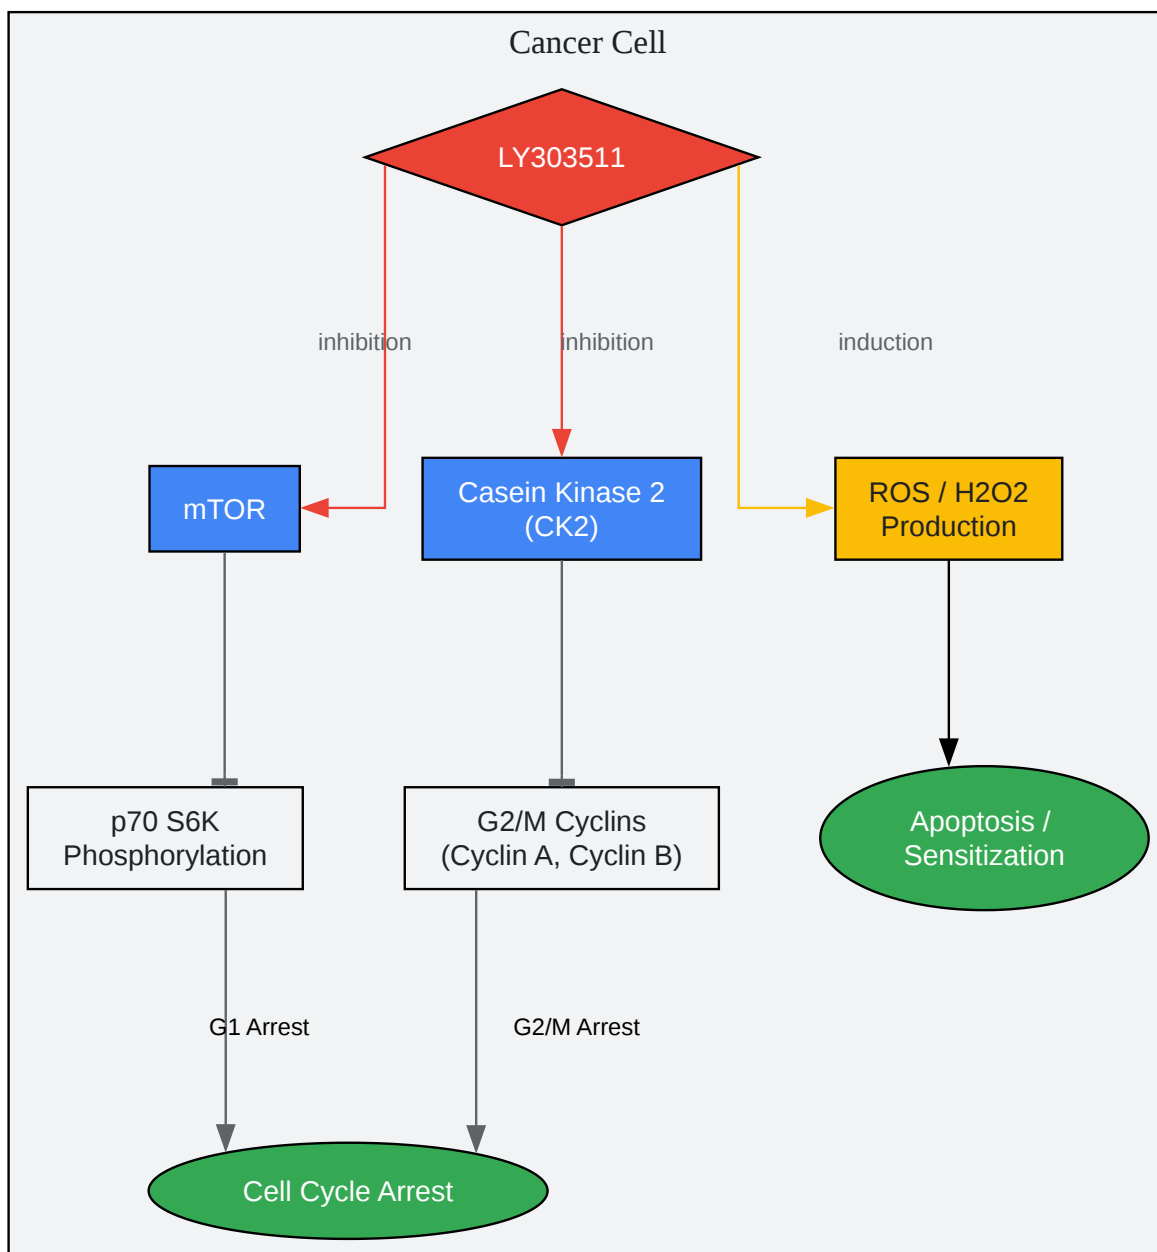 Cancer Cell
LY303511
inhibition
inhibition
induction
mTOR
Casein Kinase 2
(CK2)
ROS / H2O2
Production
p70 S6K
Phosphorylation
G2/M Cyclins
(Cyclin A, Cyclin B)
Apoptosis /
Sensitization
G1 Arrest
G2/M Arrest
Cell Cycle Arrest